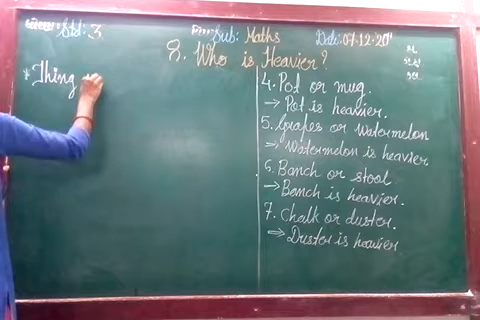 Std: 3
Sub: Maths
Date: 07.12.20
8. Who is Heavier?
* Thing
4. Pot or mug.
→ Pot is heavier.
5. Grapes or Watermelon
⇒ Watermelon is heavier
6. Banch or stool.
→ Bench is heavier.
7. Chalk or duster.
⇒ Duster is heavier